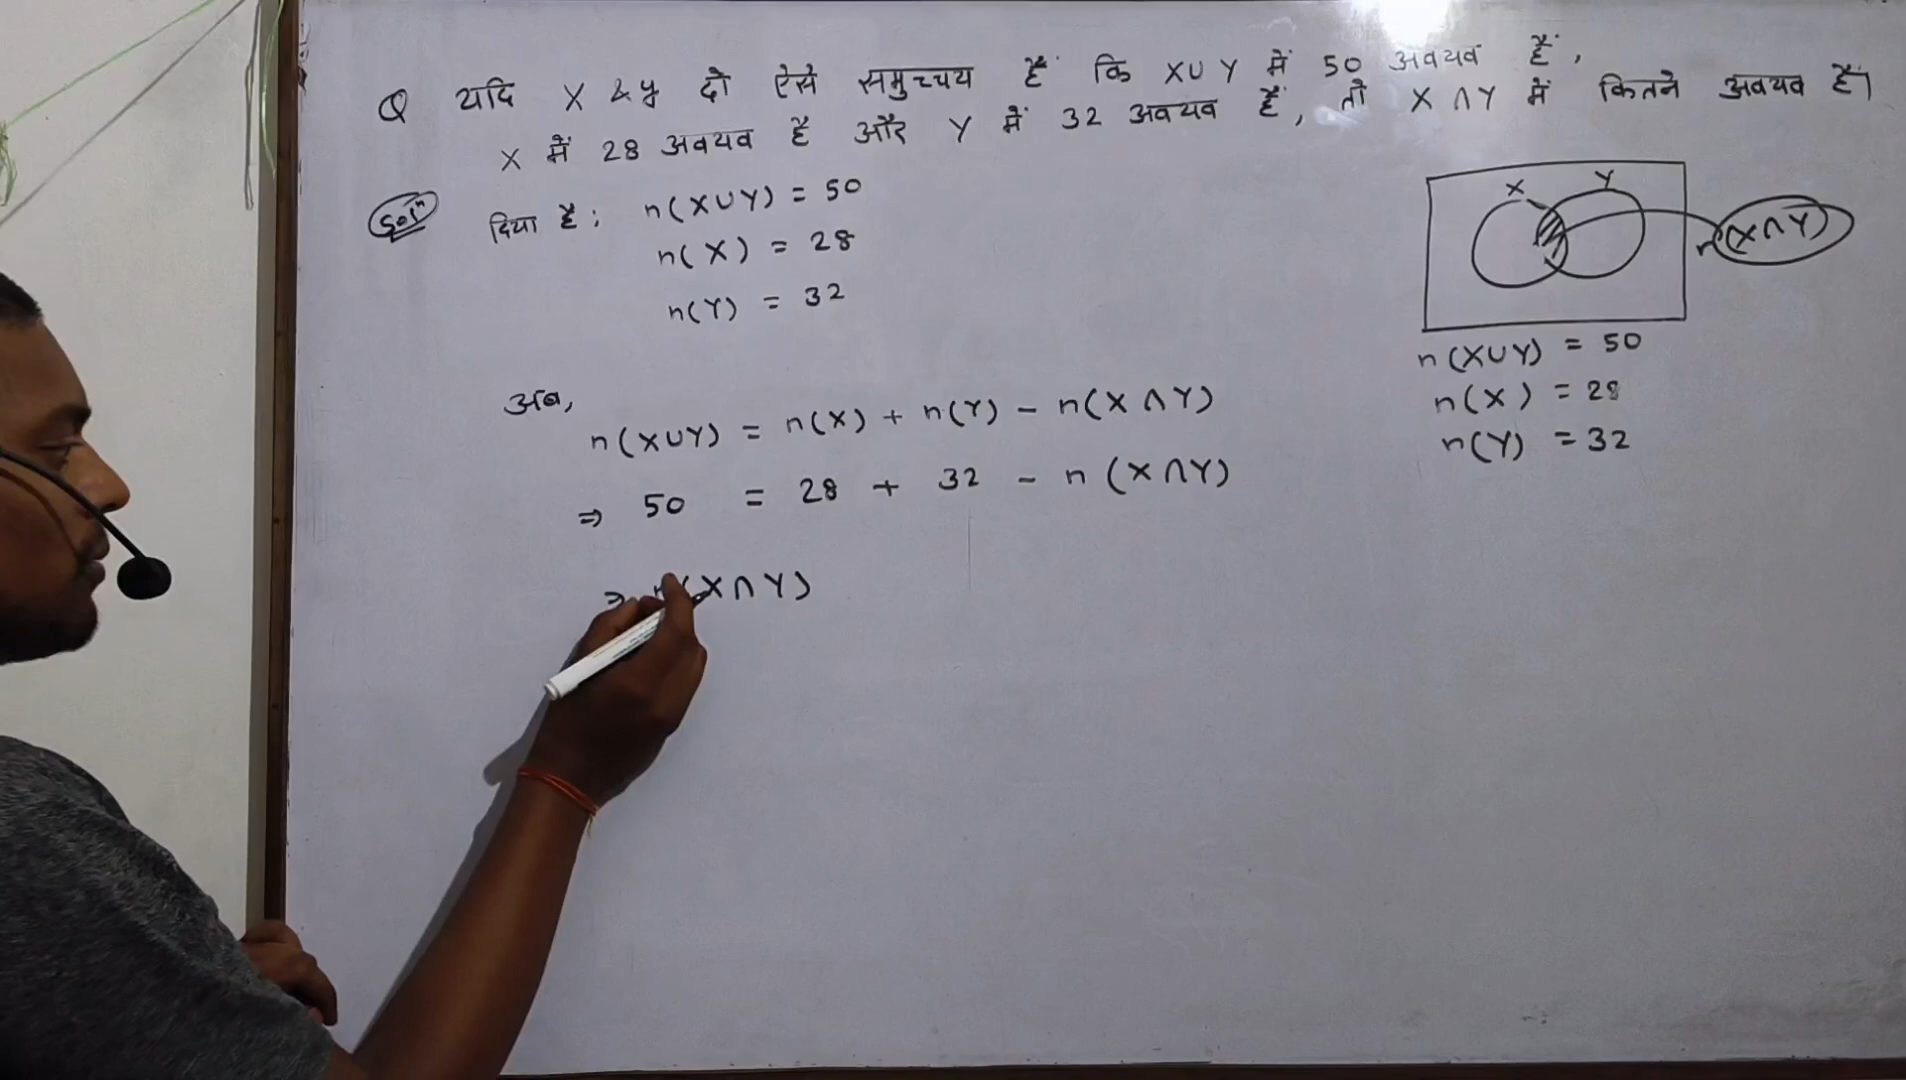 Q यदि X & y दो ऐसे समुच्चय हैं कि X∪Y में 50 अवयव हैं,
X में 28 अवयव है और Y में 32 अवयव हैं, तो X∩Y में कितने अवयव हैं।
Solⁿ
दिया है; n(X∪Y) = 50
n(X) = 28
n(Y) = 32
अब,
n(X∪Y) = n(X) + n(Y) - n(X∩Y)
⇒ 50 = 28 + 32 - n(X∩Y)
⇒ n(X∩Y)
X Y
n(X∩Y)
n(X∪Y) = 50
n(X) = 28
n(Y) = 32